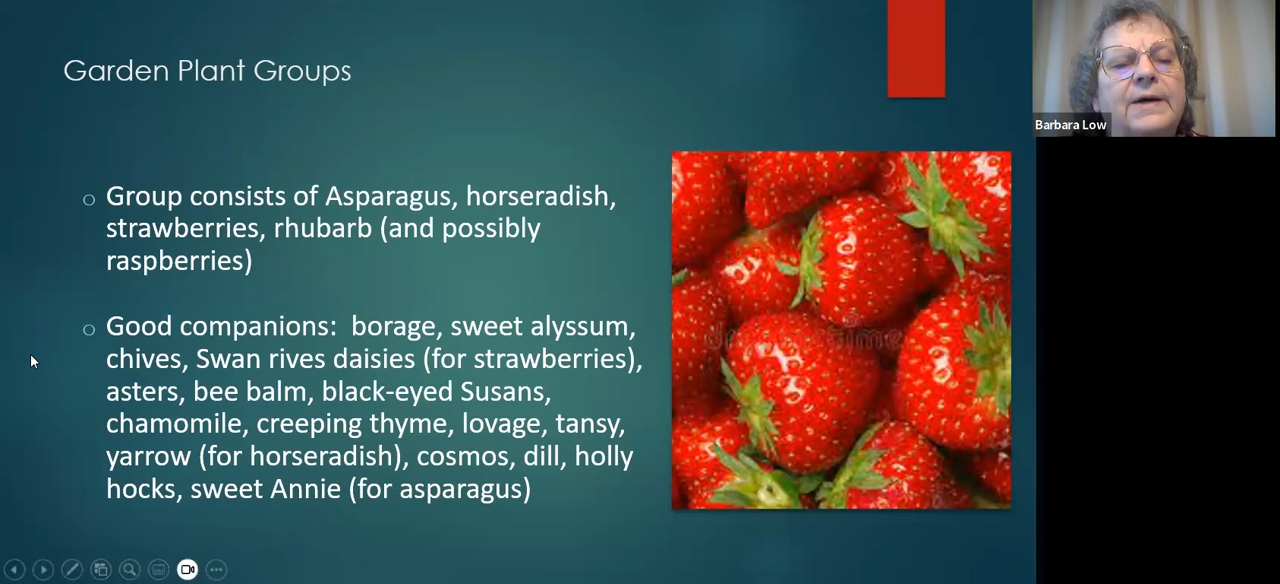 Garden Plant Groups
Barbara Low
Group consists of Asparagus, horseradish,
strawberries, rhubarb (and possibly
raspberries)
Good companions:  borage, sweet alyssum,
chives, Swan rives daisies (for strawberries),
asters, bee balm, black-eyed Susans,
chamomile, creeping thyme, lovage, tansy,
yarrow (for horseradish), cosmos, dill, holly
hocks, sweet Annie (for asparagus)